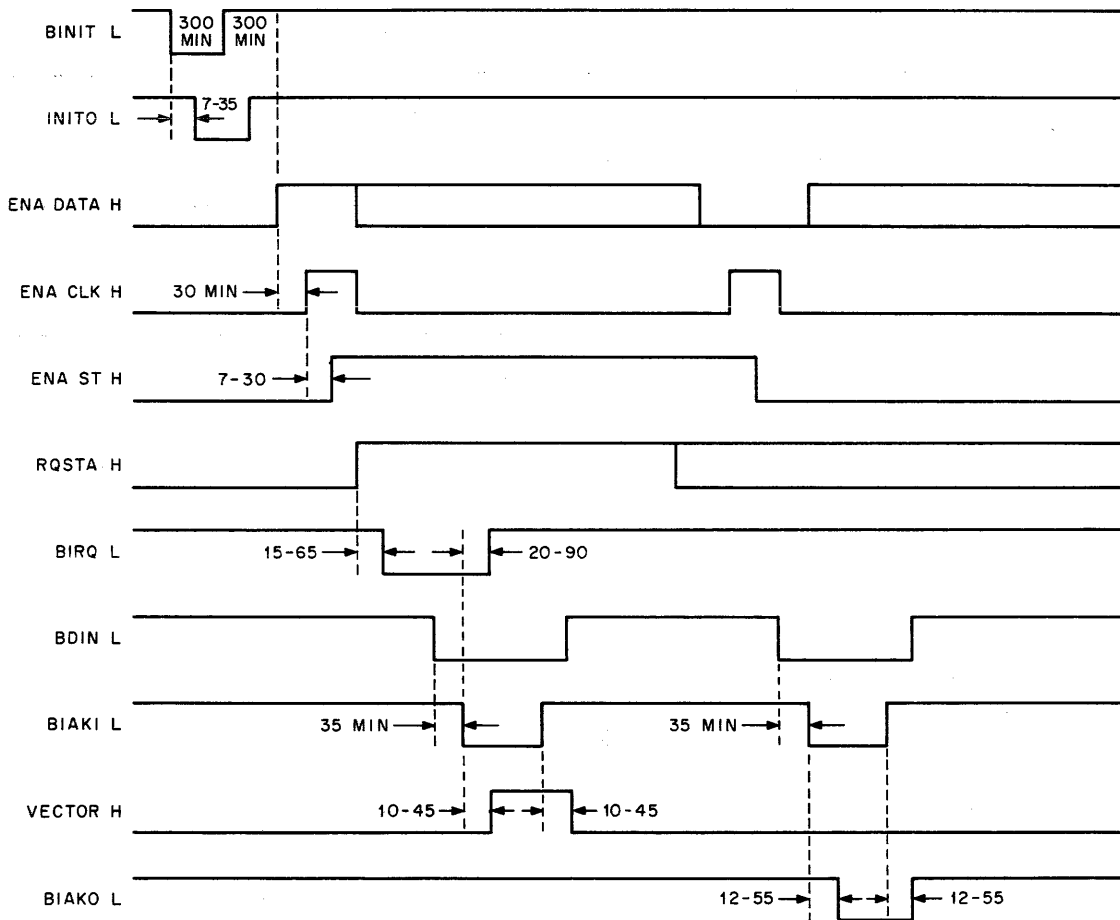 BINIT L
300 MIN
300 MIN
INITO L
7-35
ENA DATA H
ENA CLK H
30 MIN
ENA ST H
7-30
RQSTA H
BIRQ L
15-65
20-90
BDIN L
BIAKI L
35 MIN
35 MIN
VECTOR H
10-45
10-45
BIAKO L
12-55
12-55